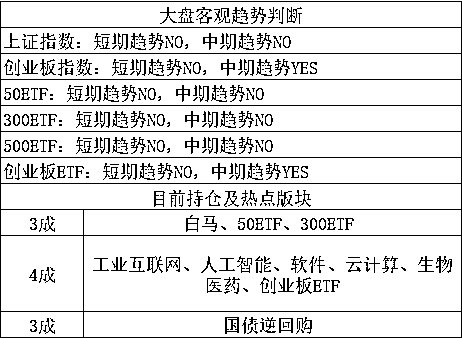 大盘客观趋势判断
上证指数：短期趋势NO，中期趋势NO
创业板指数：短期趋势NO，中期趋势YES
50ETF：短期趋势NO，中期趋势NO
300ETF：短期趋势NO，中期趋势NO
500ETF：短期趋势NO，中期趋势NO
创业板ETF：短期趋势NO，中期趋势YES
目前持仓及热点版块
3成 白马、50ETF、300ETF
4成 工业互联网、人工智能、软件、云计算、生物
医药、创业板ETF
3成 国债逆回购